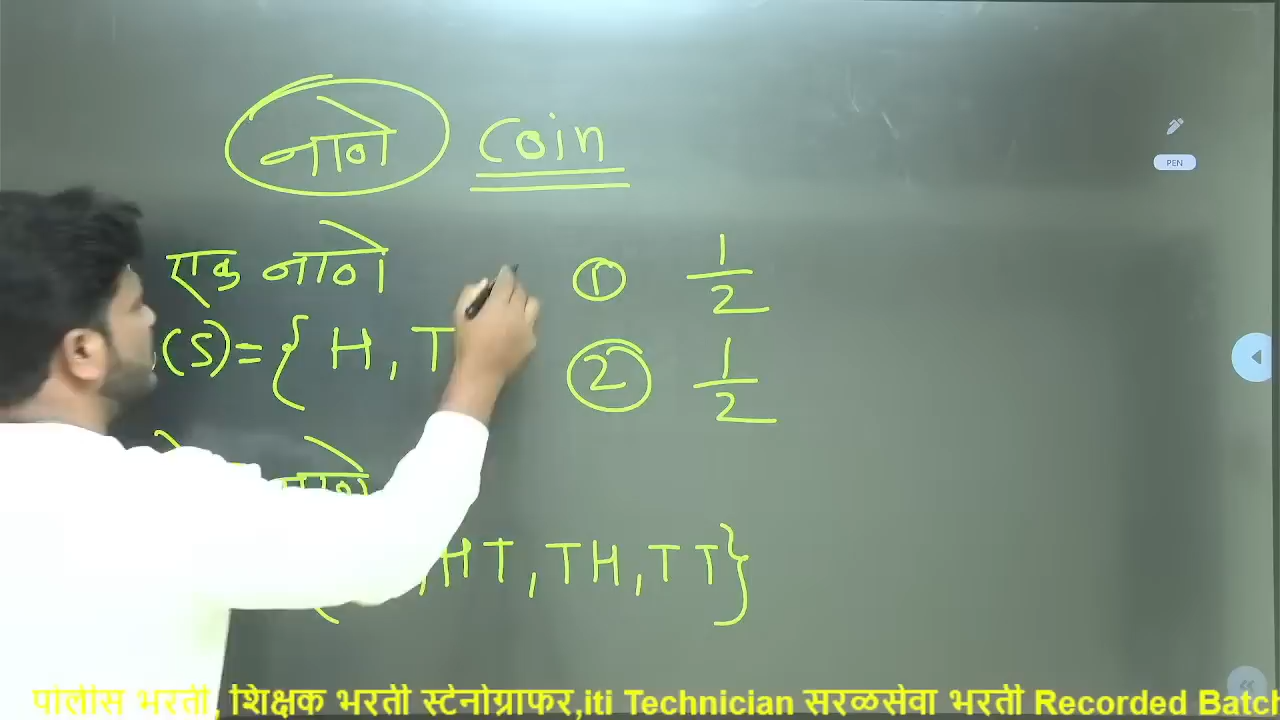 नाणे Coin
एक नाणे ① 1/2
(S)={ H, T
② 1/2
नाणे
, HT, TH, TT}
PEN
पोलीस भरती, शिक्षक भरती स्टेनोग्राफर,iti Technician सरळसेवा भरती Recorded Batch